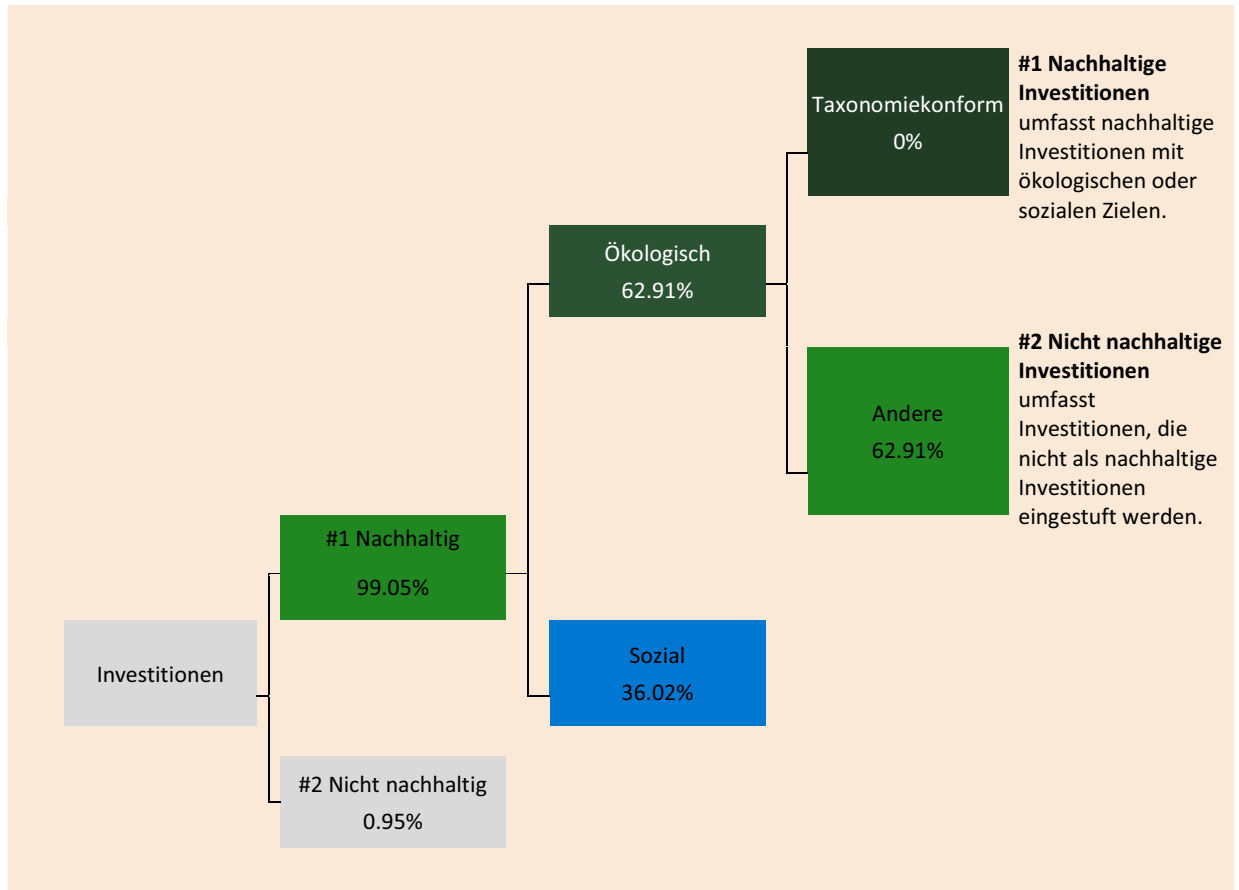 Investitionen
#1 Nachhaltig
99.05%
#2 Nicht nachhaltig
0.95%
Ökologisch
62.91%
Sozial
36.02%
Taxonomiekonform
0%
Andere
62.91%
#1 Nachhaltige
Investitionen
umfasst nachhaltige
Investitionen mit
ökologischen oder
sozialen Zielen.
#2 Nicht nachhaltige
Investitionen
umfasst
Investitionen, die
nicht als nachhaltige
Investitionen
eingestuft werden.